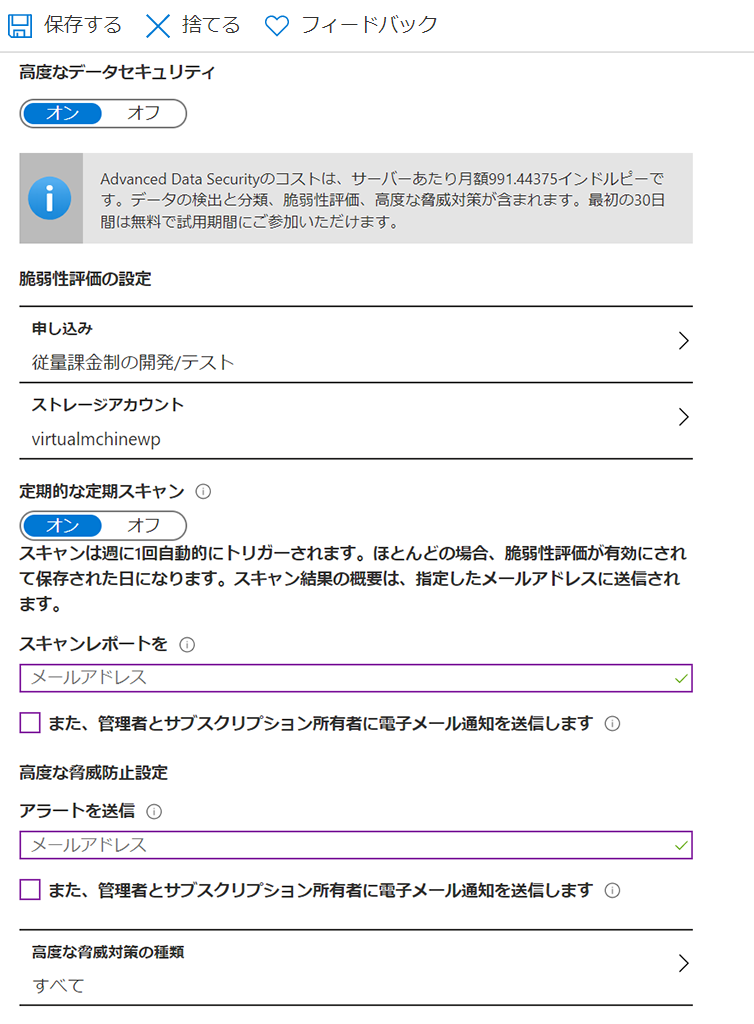 保存する 捨てる フィードバック
高度なデータセキュリティ
オン オフ
Advanced Data Securityのコストは、サーバーあたり月額991.44375インドルピーで
す。データの検出と分類、脆弱性評価、高度な脅威対策が含まれます。最初の30日
間は無料で試用期間にご参加いただけます。
脆弱性評価の設定
申し込み
従量課金制の開発/テスト
ストレージアカウント
virtualmchinewp
定期的な定期スキャン
オン オフ
スキャンは週に1回自動的にトリガーされます。ほとんどの場合、脆弱性評価が有効にされ
て保存された日になります。スキャン結果の概要は、指定したメールアドレスに送信され
ます。
スキャンレポートを
メールアドレス
また、管理者とサブスクリプション所有者に電子メール通知を送信します
高度な脅威防止設定
アラートを送信
メールアドレス
また、管理者とサブスクリプション所有者に電子メール通知を送信します
高度な脅威対策の種類
すべて